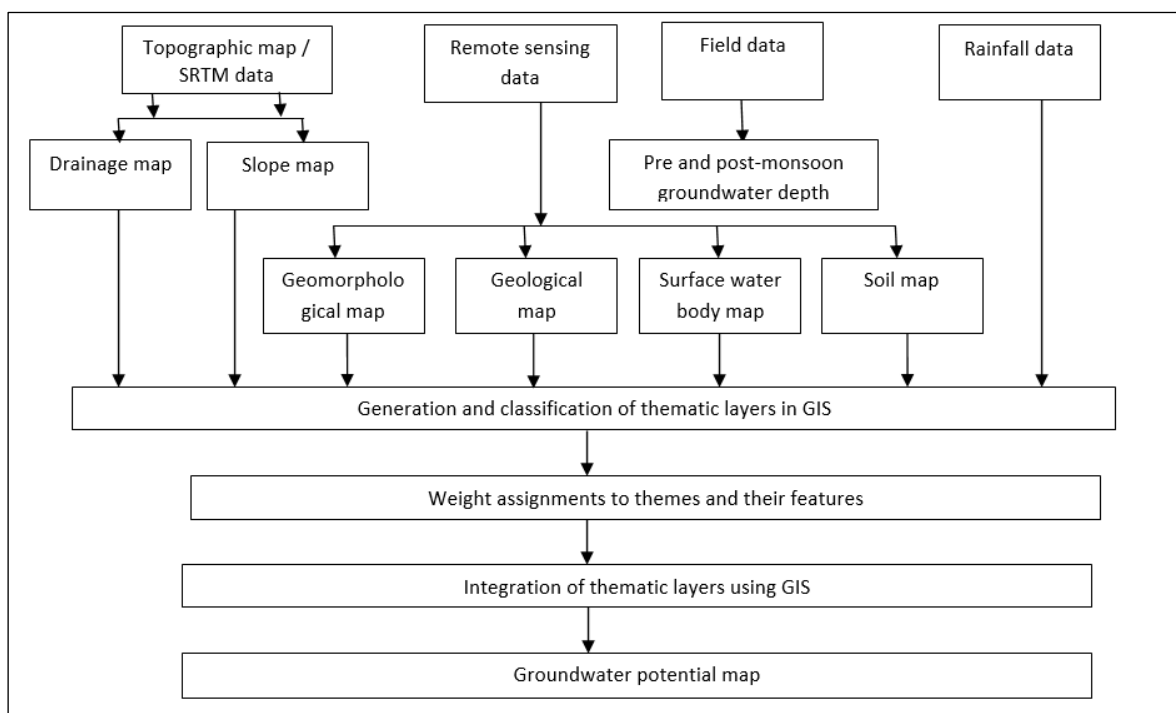 Topographic map /
SRTM data
Remote sensing
data
Field data
Rainfall data
Drainage map
Slope map
Pre and post-monsoon
groundwater depth
Geomorpholo
gical map
Geological
map
Surface water
body map
Soil map
Generation and classification of thematic layers in GIS
Weight assignments to themes and their features
Integration of thematic layers using GIS
Groundwater potential map